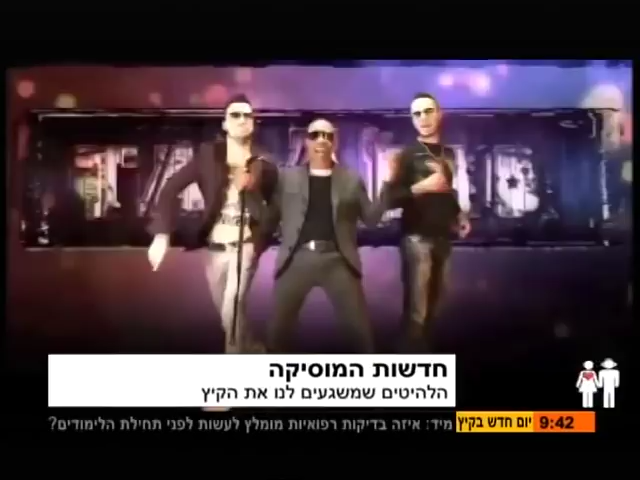 חדשות המוסיקה
הלהיטים שמשגעים לנו את הקיץ
9:42 יום חדש בקיץ מיד: איזה בדיקות רפואיות מומלץ לעשות לפני תחילת הלימודים?